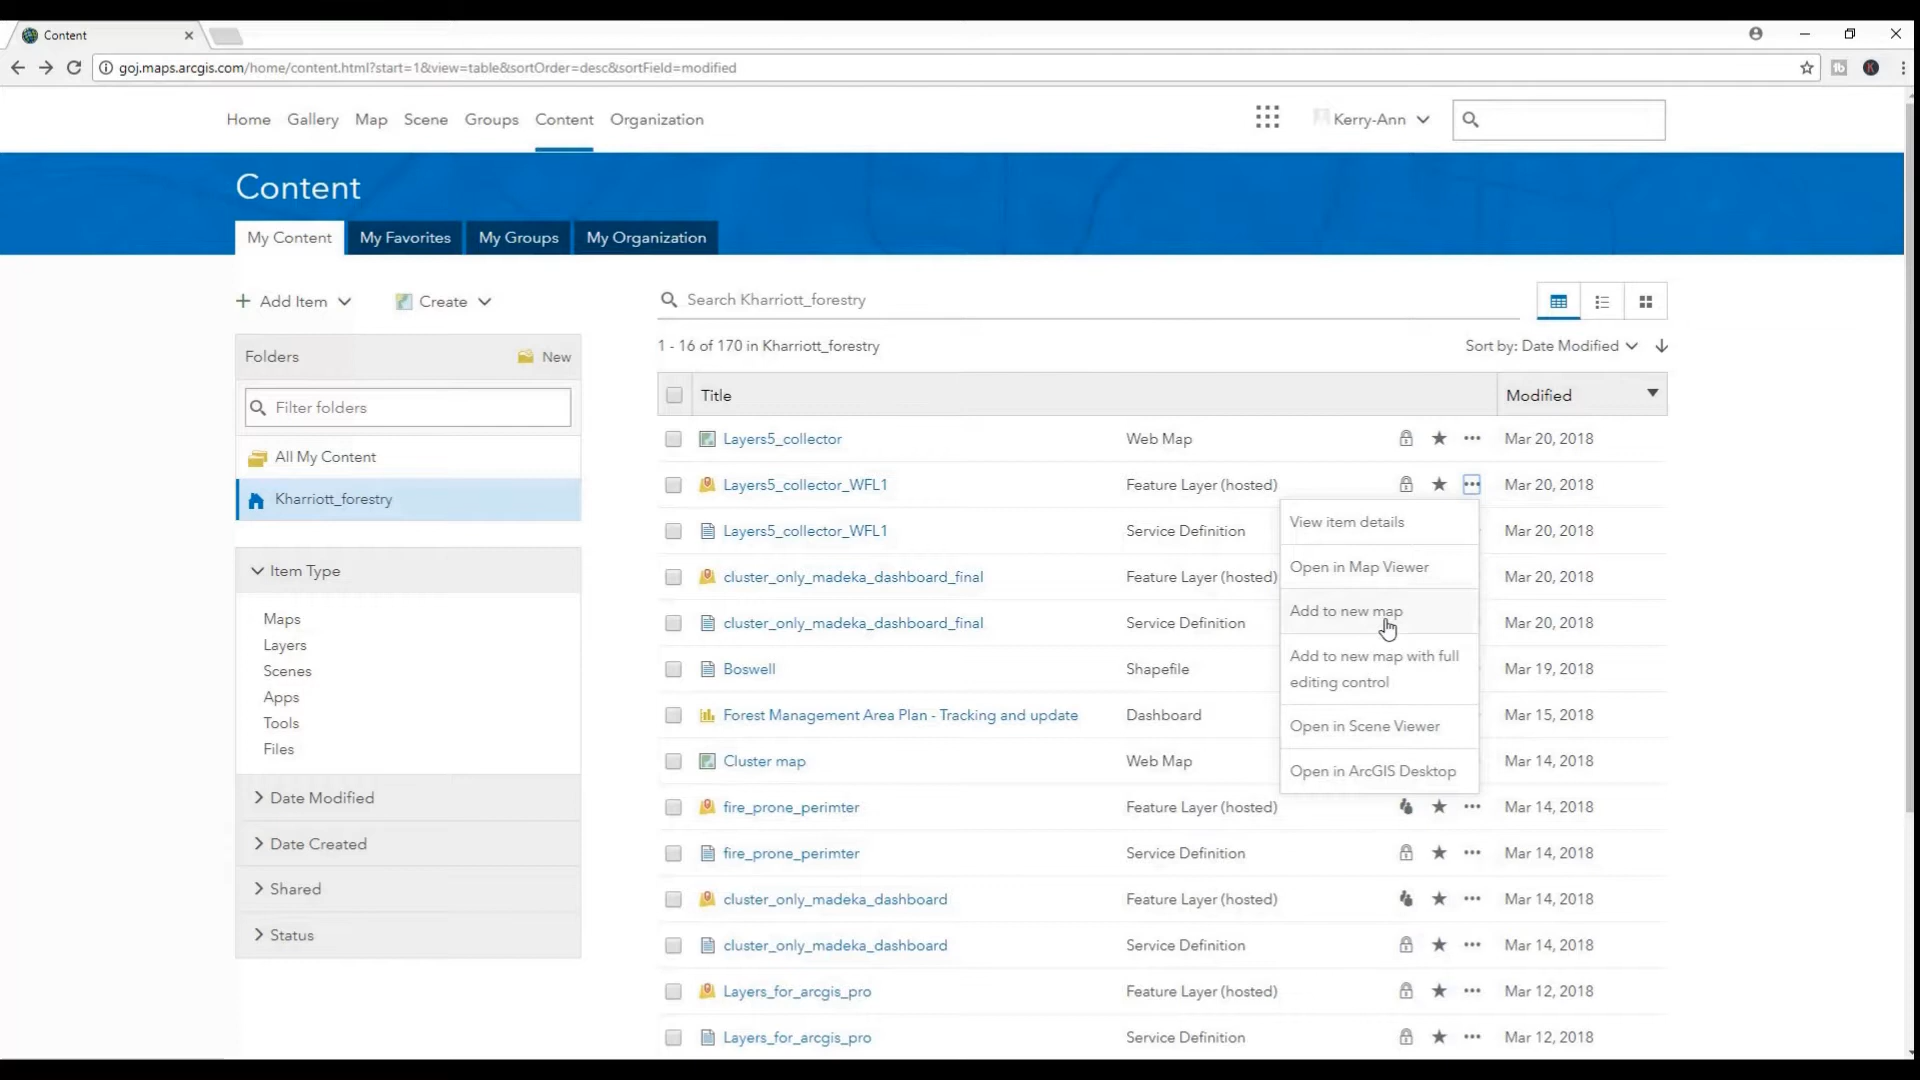 Content
goj.maps.arcgis.com/home/content.html?start=1&view=table&sortOrder=desc&sortField=modified
Home Gallery Map Scene Groups Content Organization Kerry-Ann
Content
My Content My Favorites My Groups My Organization
Add Item Create
Search Kharriott_forestry
1 - 16 of 170 in Kharriott_forestry Sort by: Date Modified
Folders New
Filter folders
All My Content
Kharriott_forestry
Item Type
Maps
Layers
Scenes
Apps
Tools
Files
Date Modified
Date Created
Shared
Status
Title Modified
Layers5_collector Web Map Mar 20, 2018
Layers5_collector_WFL1 Feature Layer (hosted) Mar 20, 2018
Layers5_collector_WFL1 Service Definition Mar 20, 2018
cluster_only_madeka_dashboard_final Feature Layer (hosted) Mar 20, 2018
cluster_only_madeka_dashboard_final Service Definition Mar 20, 2018
Boswell Shapefile Mar 19, 2018
Forest Management Area Plan - Tracking and update Dashboard Mar 15, 2018
Cluster map Web Map Mar 14, 2018
fire_prone_perimter Feature Layer (hosted) Mar 14, 2018
fire_prone_perimter Service Definition Mar 14, 2018
cluster_only_madeka_dashboard Feature Layer (hosted) Mar 14, 2018
cluster_only_madeka_dashboard Service Definition Mar 14, 2018
Layers_for_arcgis_pro Feature Layer (hosted) Mar 12, 2018
Layers_for_arcgis_pro Service Definition Mar 12, 2018
View item details
Open in Map Viewer
Add to new map
Add to new map with full
editing control
Open in Scene Viewer
Open in ArcGIS Desktop